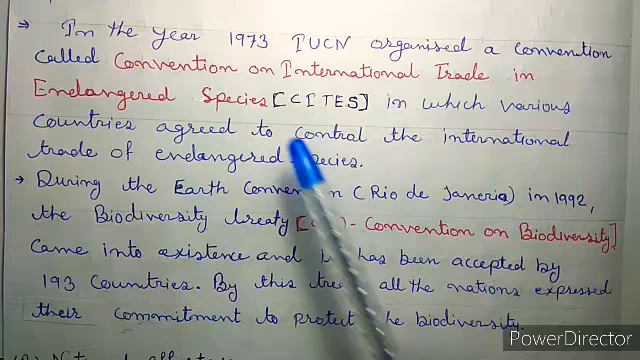 → In the year 1973 IUCN organised a convention
called Convention on International Trade in
Endangered Species [CITES] in which various
Countries agreed to control the international
trade of endangered species.
→ During the Earth Conven n (Rio de Janerio) in 1992,
the Biodiversity treaty [C ) - Convention on Biodiversity]
came into existence and has been accepted by
193 Countries. By this all the nations expressed
their commitment to protect the biodiversity.
PowerDirector